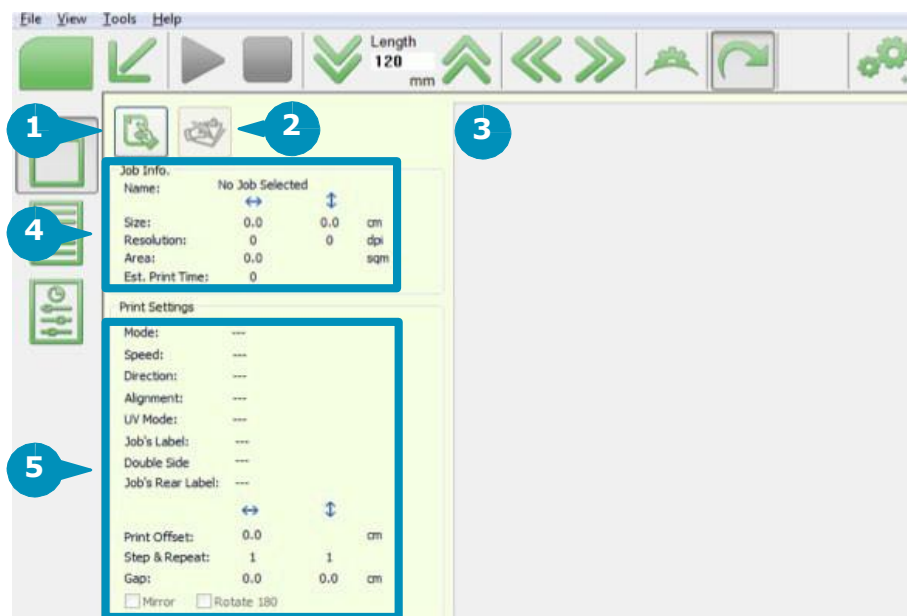 File View Tools Help
Length
120
mm
1
2
3
Job Info.
Name: No Job Selected
4
Size: 0.0 0.0 cm
Resolution: 0 0 dpi
Area: 0.0 sqm
Est. Print Time: 0
Print Settings
Mode: ---
Speed: ---
Direction: ---
Alignment: ---
UV Mode: ---
Job's Label: ---
5
Double Side ---
Job's Rear Label: ---
Print Offset: 0.0 cm
Step & Repeat: 1 1
Gap: 0.0 0.0 cm
Mirror Rotate 180